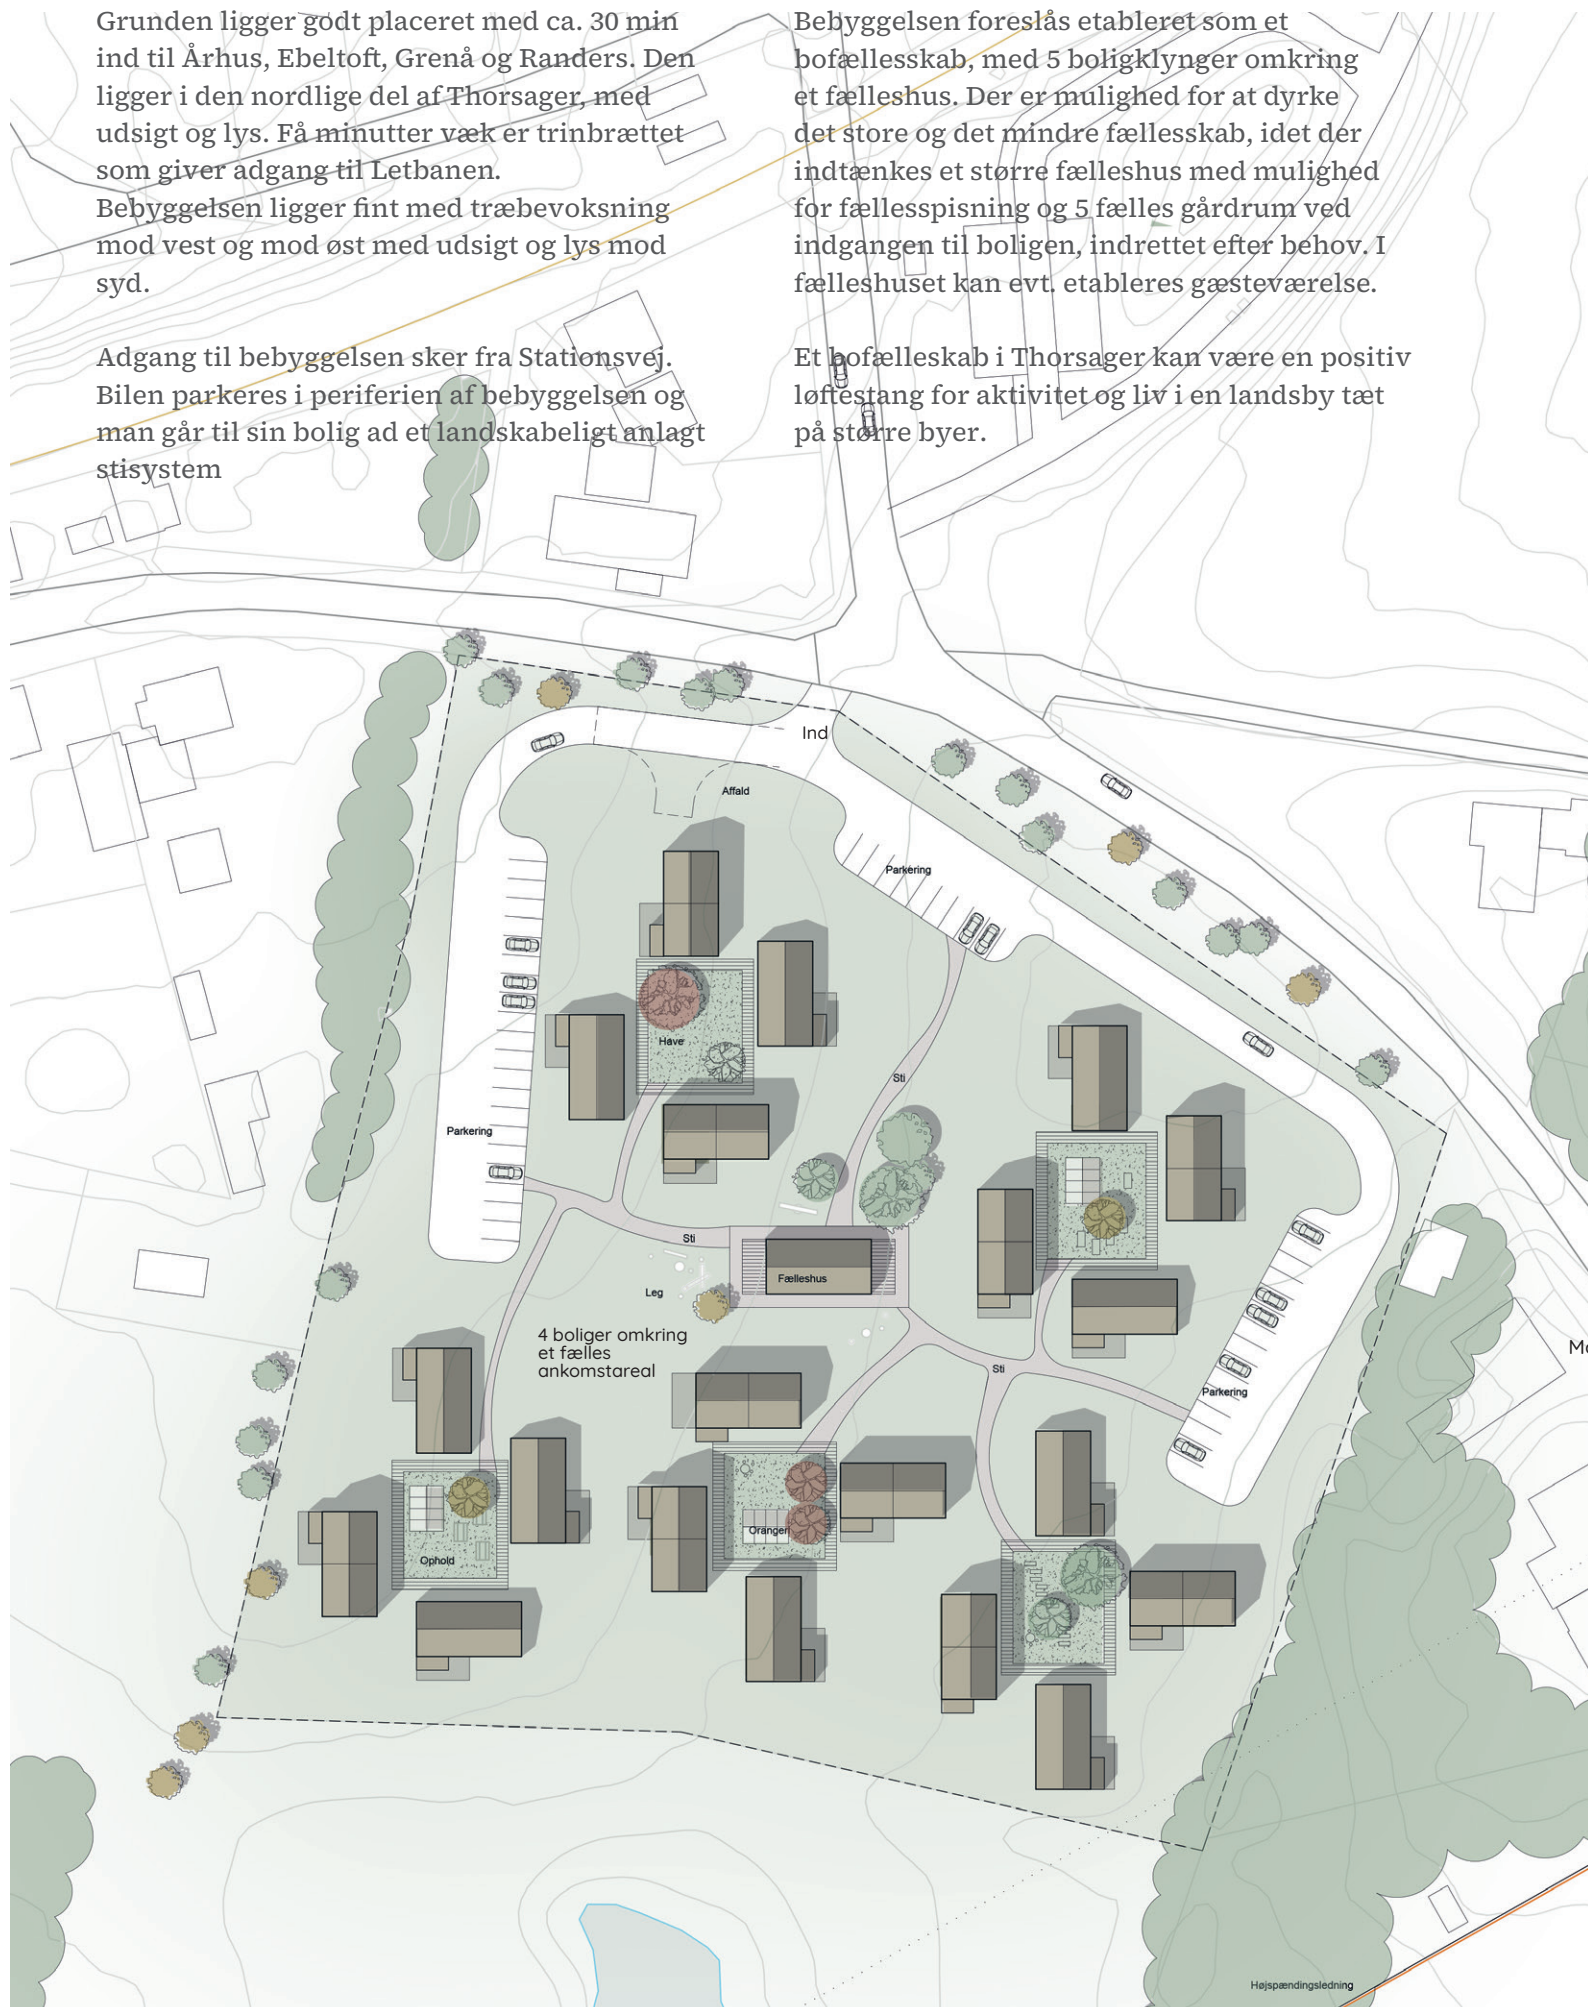 Grunden ligger godt placeret med ca. 30 min
ind til Århus, Ebeltoft, Grenå og Randers. Den
ligger i den nordlige del af Thorsager, med
udsigt og lys. Få minutter væk er trinbrættet
som giver adgang til Letbanen.
Bebyggelsen ligger fint med træbevoksning
mod vest og mod øst med udsigt og lys mod
syd.
Adgang til bebyggelsen sker fra Stationsvej.
Bilen parkeres i periferien af bebyggelsen og
man går til sin bolig ad et landskabeligt anlagt
stisystem
Bebyggelsen foreslås etableret som et
bofællesskab, med 5 boligklynger omkring
et fælleshus. Der er mulighed for at dyrke
det store og det mindre fællesskab, idet der
indtænkes et større fælleshus med mulighed
for fællesspisning og 5 fælles gårdrum ved
indgangen til boligen, indrettet efter behov. I
fælleshuset kan evt. etableres gæsteværelse.
Et bofælleskab i Thorsager kan være en positiv
løftestang for aktivitet og liv i en landsby tæt
på større byer.
Ind
Affald
Parkering
Have
Sti
Parkering
Sti
Fælleshus
Leg
4 boliger omkring
et fælles
ankomstareal
Sti
Parkering
Orangeri
Ophold
Højspændingsledning